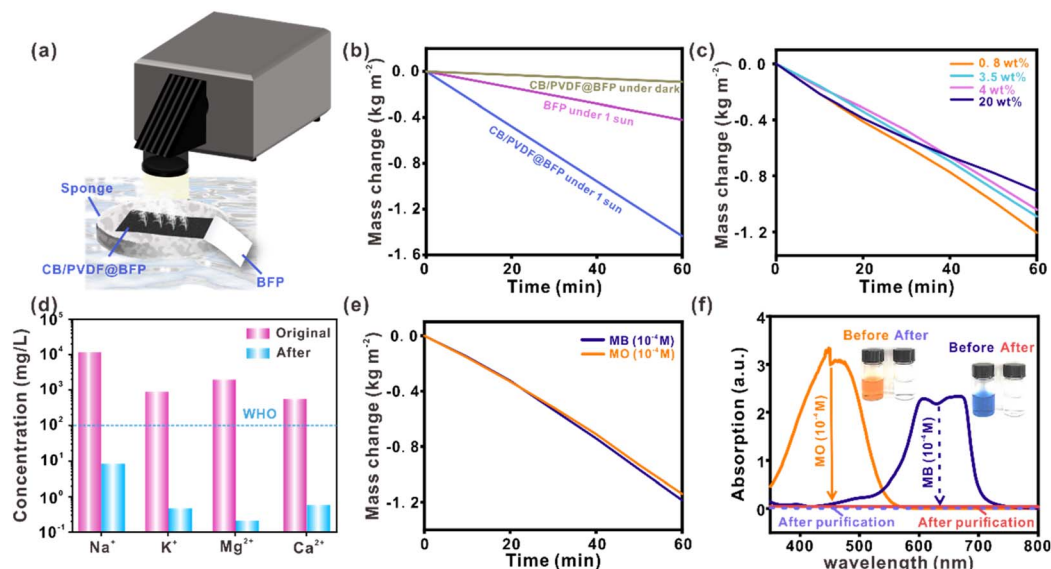 (a)
Sponge
CB/PVDF@BFP
BFP
(b)
Mass change (kg m⁻²)
0.0
-0.4
-0.8
-1.2
-1.6
CB/PVDF@BFP under dark
BFP under 1 sun
CB/PVDF@BFP under 1 sun
0
20
40
60
Time (min)
(c)
Mass change (kg m⁻²)
0.0
-0.4
-0.8
-1.2
0. 8 wt%
3.5 wt%
4 wt%
20 wt%
0
20
40
60
Time (min)
(d)
Concentration (mg/L)
10⁵
10⁴
10³
10²
10¹
10⁰
10⁻¹
Original
After
WHO
Na⁺
K⁺
Mg²⁺
Ca²⁺
(e)
Mass change (kg m⁻²)
0.0
-0.4
-0.8
-1.2
MB (10⁻⁴M)
MO (10⁻⁴M)
0
10
20
30
40
50
60
Time (min)
(f)
Absorption (a.u.)
4
3
2
1
0
Before After
Before After
MO (10⁻⁴M)
MB (10⁻⁴M)
After purification
After purification
400
500
600
700
800
wavelength (nm)